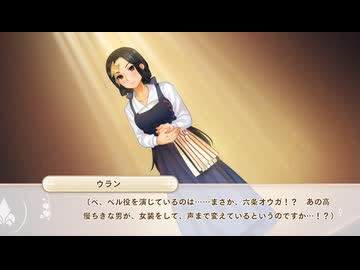 ウラン
（べ、ベル役を演じているのは……まさか、六条オウガ！？　あの高
慢ちきな男が、女装をして、声まで変えているというのですか…！？）